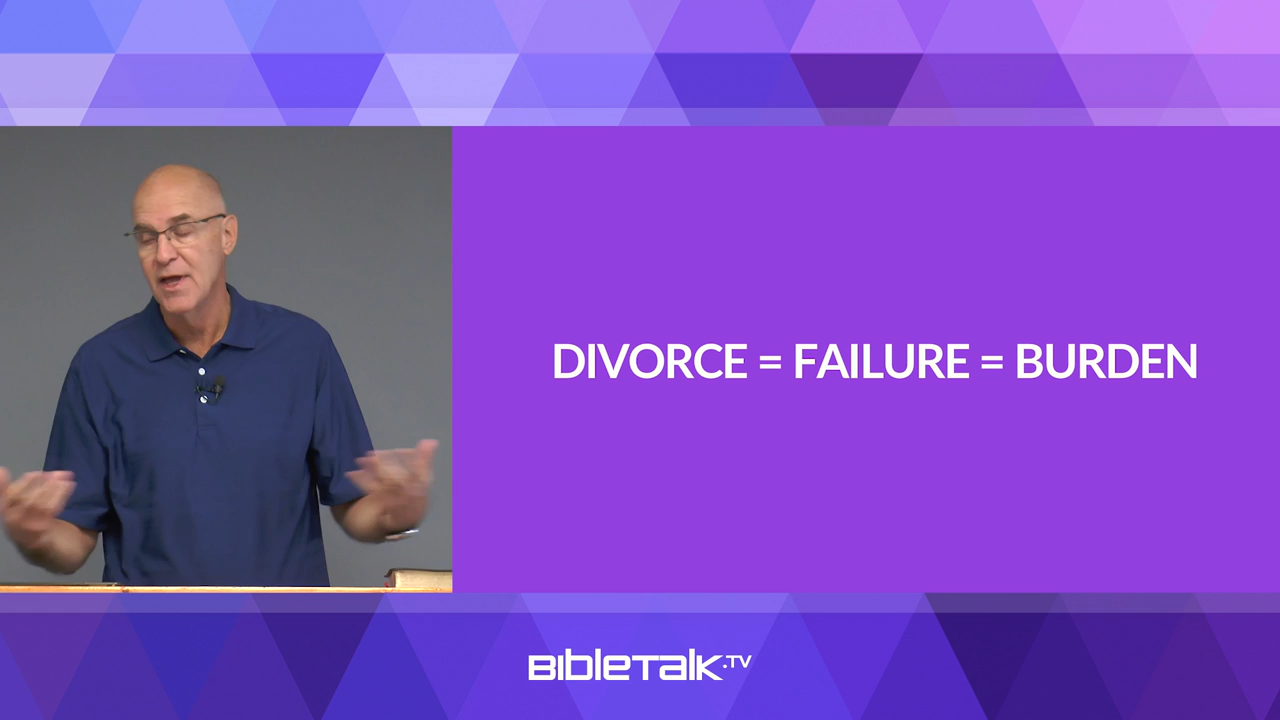 DIVORCE = FAILURE = BURDEN
BIBLETALK.TV